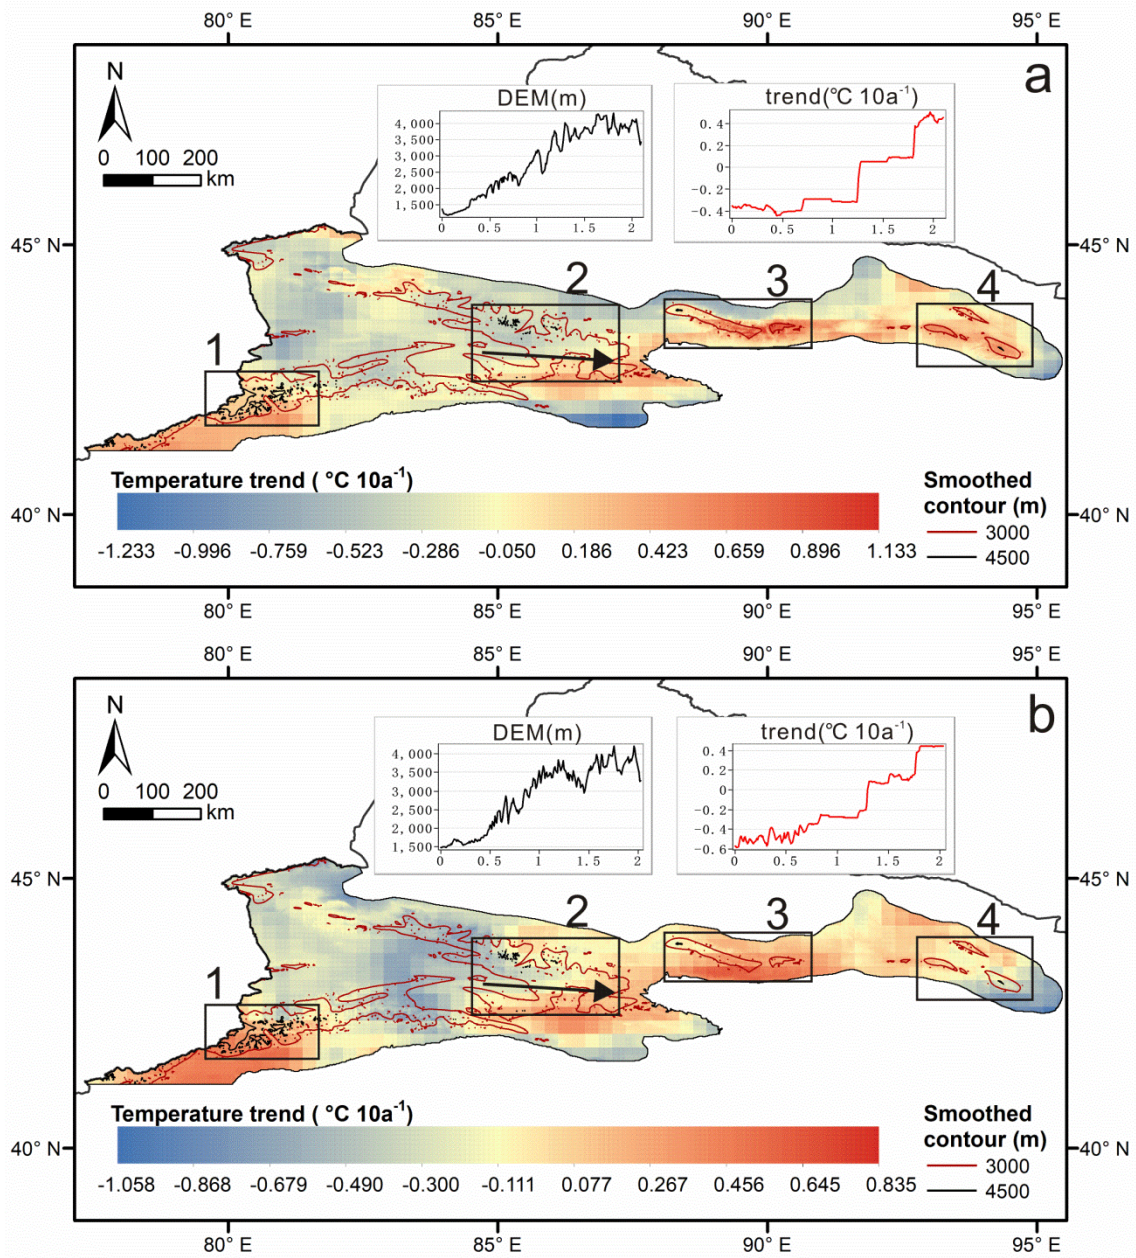 80° E 85° E 90° E 95° E
a
N
0 100 200
km
DEM(m)
4,000
3,500
3,000
2,500
2,000
1,500
0 0.5 1 1.5 2
trend(℃ 10a⁻¹)
0.4
0.2
0
-0.2
-0.4
0 0.5 1 1.5 2
45° N 45° N
1 2 3 4
Temperature trend ( °C 10a⁻¹)
-1.233 -0.996 -0.759 -0.523 -0.286 -0.050 0.186 0.423 0.659 0.896 1.133
Smoothed
contour (m)
3000
4500
40° N 40° N
80° E 85° E 90° E 95° E
80° E 85° E 90° E 95° E
b
N
0 100 200
km
DEM(m)
4,000
3,500
3,000
2,500
2,000
1,500
0 0.5 1 1.5 2
trend(℃ 10a⁻¹)
0.4
0.2
0
-0.2
-0.4
-0.6
0 0.5 1 1.5 2
45° N 45° N
1 2 3 4
Temperature trend ( °C 10a⁻¹)
-1.058 -0.868 -0.679 -0.490 -0.300 -0.111 0.077 0.267 0.456 0.645 0.835
Smoothed
contour (m)
3000
4500
40° N 40° N
80° E 85° E 90° E 95° E